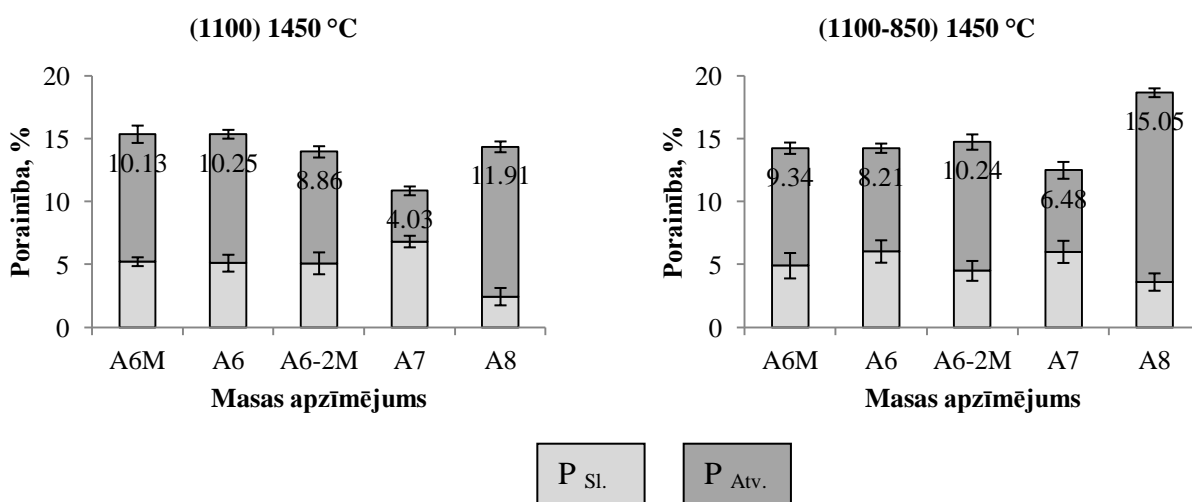 (1100) 1450 °C
20
15
10
5
0
Porainība, %
10.13
10.25
8.86
4.03
11.91
A6M A6 A6-2M A7 A8
Masas apzīmējums
(1100-850) 1450 °C
20
15
10
5
0
Porainība, %
9.34
8.21
10.24
6.48
15.05
A6M A6 A6-2M A7 A8
Masas apzīmējums
P Sl.
P Atv.